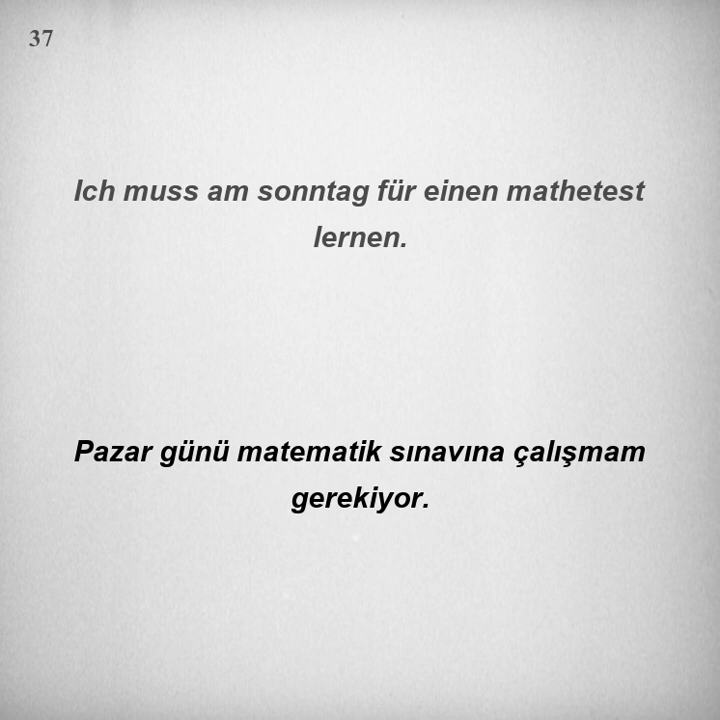 37
Ich muss am sonntag für einen mathetest
lernen.
Pazar günü matematik sınavına çalışmam
gerekiyor.